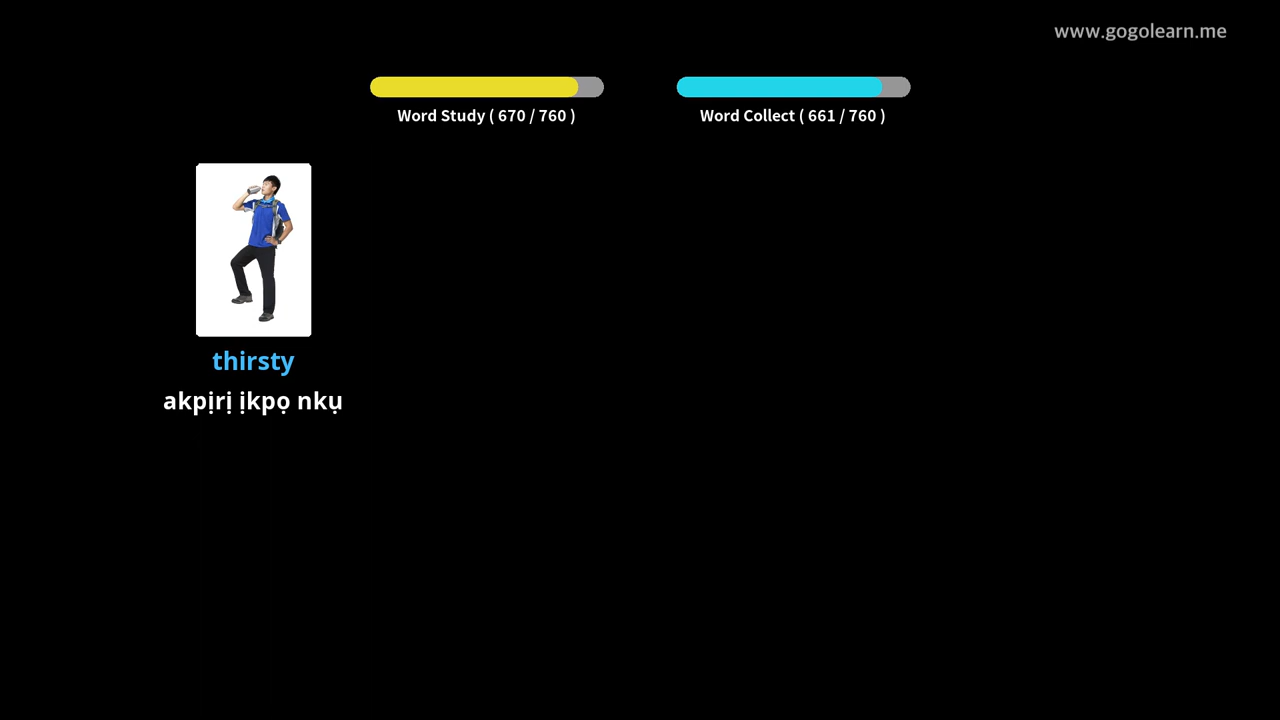 www.gogolearn.me
Word Study ( 670 / 760 )
Word Collect ( 661 / 760 )
thirsty
akpịrị ịkpọ nkụ